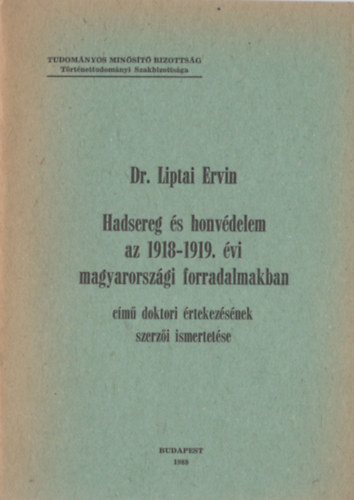 TUDOMÁNYOS MINŐSÍTŐ BIZOTTSÁG
Történettudományi Szakbizottsága
Dr. Liptai Ervin
Hadsereg és honvédelem
az 1918-1919. évi
magyarországi forradalmakban
című doktori értekezésének
szerzői ismertetése
BUDAPEST
1988